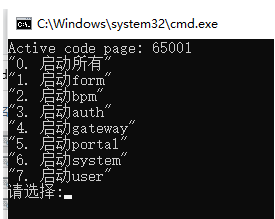 C:\Windows\system32\cmd.exe
Active code page: 65001
"0. 启动所有"
"1. 启动form"
"2. 启动bpm"
"3. 启动auth"
"4. 启动gateway"
"5. 启动portal"
"6. 启动system"
"7. 启动user"
请选择: